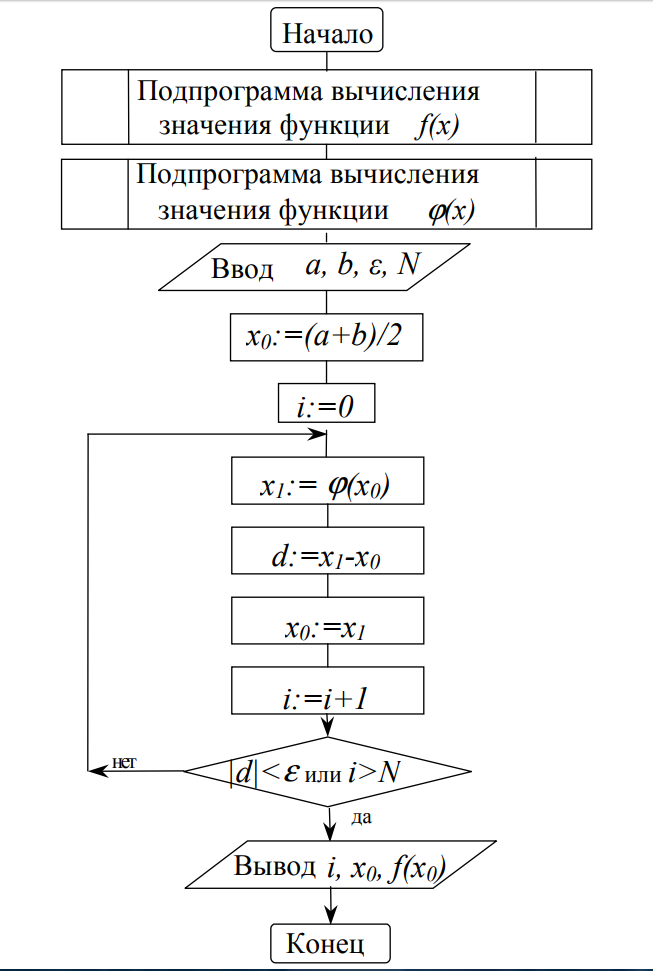 Начало
Подпрограмма вычисления
значения функции f(x)
Подпрограмма вычисления
значения функции φ(x)
Ввод a, b, ε, N
x₀:=(a+b)/2
i:=0
x₁:= φ(x₀)
d:=x₁-x₀
x₀:=x₁
i:=i+1
|d|<ε или i>N
нет
да
Вывод i, x₀, f(x₀)
Конец